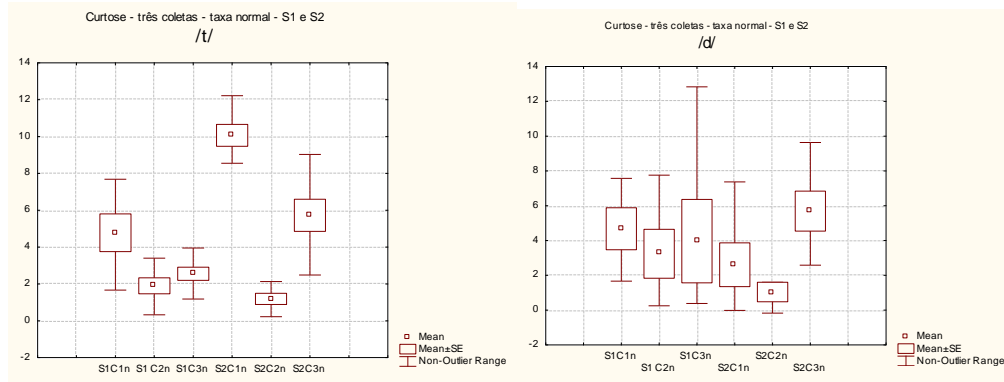 Curtose - três coletas - taxa normal - S1 e S2
/t/
14
12
10
8
6
4
2
0
-2
S1C1n S1 C2n S1C3n S2C1n S2C2n S2C3n
Mean
Mean±SE
Non-Outlier Range
Curtose - três coletas - taxa normal - S1 e S2
/d/
14
12
10
8
6
4
2
0
-2
S1C1n S1C3n S2C2n
S1 C2n S2C1n S2C3n
Mean
Mean±SE
Non-Outlier Range